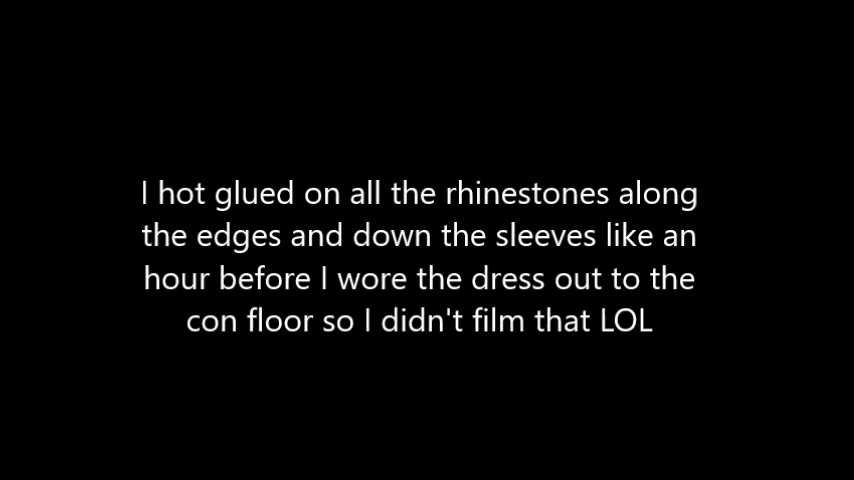 I hot glued on all the rhinestones along
the edges and down the sleeves like an
hour before I wore the dress out to the
con floor so I didn't film that LOL